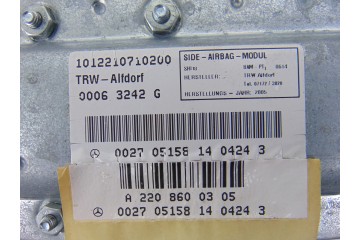 1012210710200
TRW-Alfdorf
0006 3242 G
SIDE-AIRBAG-MODUL
HERSTELLER: TRW Alfdorf
HERSTELLUNGS - JAHR 2005
0027 05158 14 0424 3
A 220 860 03 05
0027 05158 14 0424 3